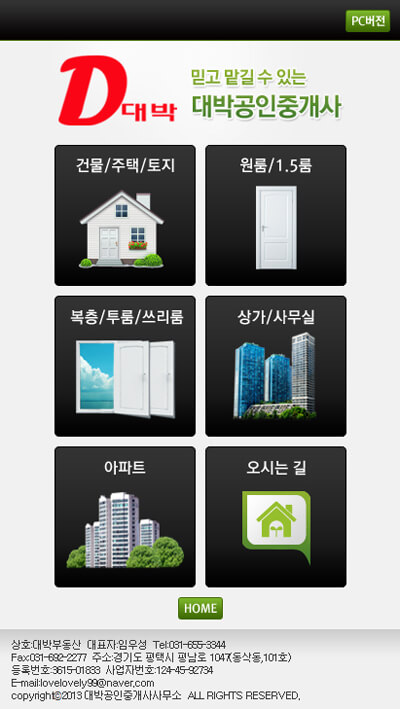 PC버전
D대박
믿고 맡길 수 있는
대박공인중개사
건물/주택/토지
원룸/1.5룸
복층/투룸/쓰리룸
상가/사무실
아파트
오시는 길
HOME
상호:대박부동산 대표자:임우성 Tel:031-655-3344
Fax:031-692-2277 주소:경기도 평택시 평남로 1047(동삭동,101호)
등록번호:3615-01833 사업자번호:124-45-92734
E-mail:lovelovely99@naver.com
copyright©2013 대박공인중개사사무소 ALL RIGHTS RESERVED.